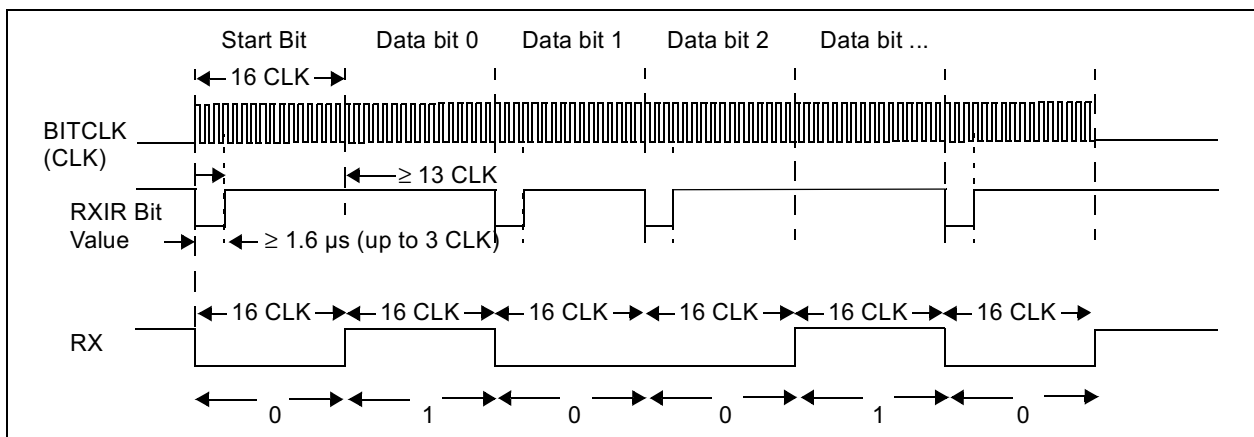 Start Bit Data bit 0 Data bit 1 Data bit 2 Data bit ...
16 CLK
BITCLK
(CLK)
≥ 13 CLK
RXIR Bit
Value
≥ 1.6 µs (up to 3 CLK)
16 CLK 16 CLK 16 CLK 16 CLK 16 CLK 16 CLK
RX
0 1 0 0 1 0